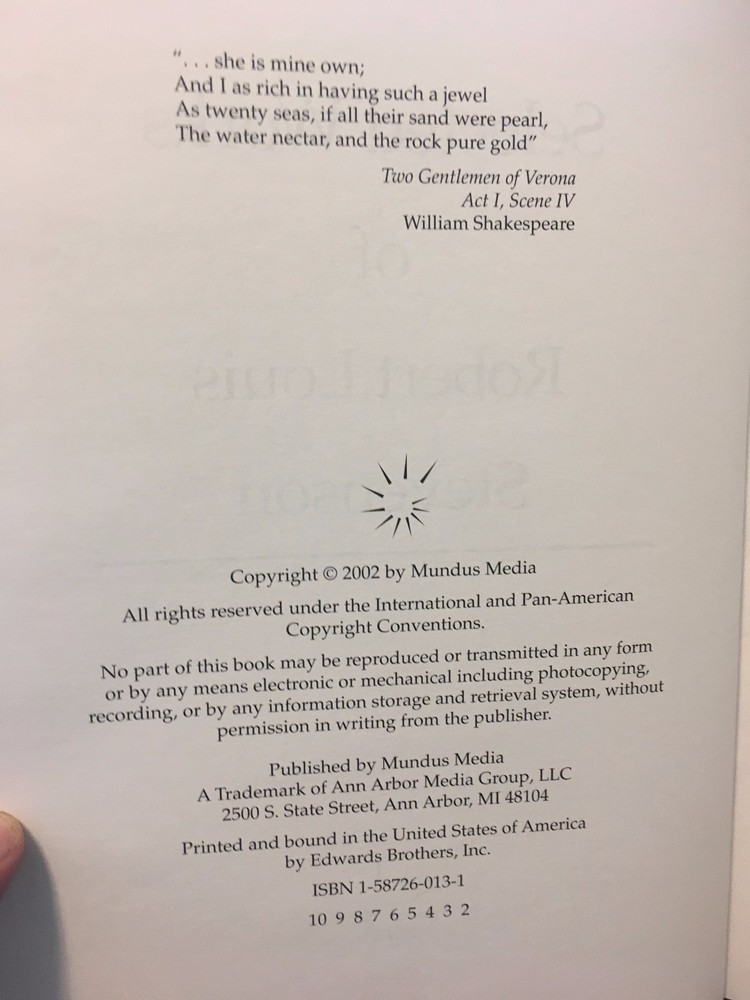 “. . . she is mine own;
And I as rich in having such a jewel
As twenty seas, if all their sand were pearl,
The water nectar, and the rock pure gold”
Two Gentlemen of Verona
Act I, Scene IV
William Shakespeare
of
Robert Louis
Copyright © 2002 by Mundus Media
All rights reserved under the International and Pan-American
Copyright Conventions.
No part of this book may be reproduced or transmitted in any form
or by any means electronic or mechanical including photocopying,
recording, or by any information storage and retrieval system, without
permission in writing from the publisher.
Published by Mundus Media
A Trademark of Ann Arbor Media Group, LLC
2500 S. State Street, Ann Arbor, MI 48104
Printed and bound in the United States of America
by Edwards Brothers, Inc.
ISBN 1-58726-013-1
10 9 8 7 6 5 4 3 2